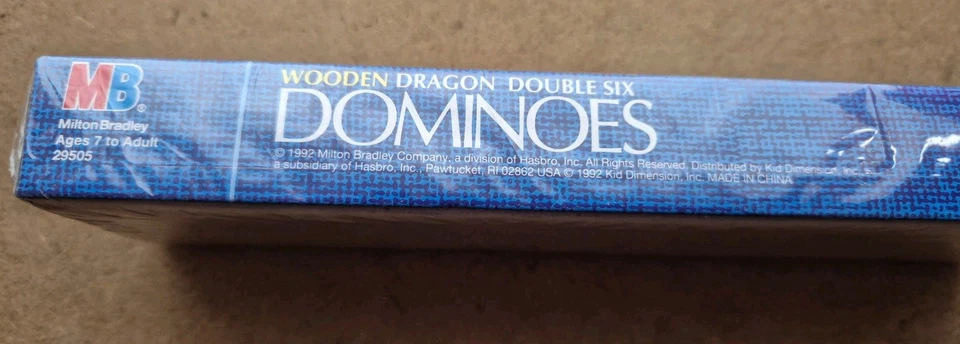 MB®
Milton Bradley
Ages 7 to Adult
29505
WOODEN DRAGON DOUBLE SIX
DOMINOES
© 1992 Milton Bradley Company, a division of Hasbro, Inc. All Rights Reserved. Distributed by Kid Dimension, Inc.,
a subsidiary of Hasbro, Inc., Pawtucket, RI 02862 USA © 1992 Kid Dimension, Inc. MADE IN CHINA